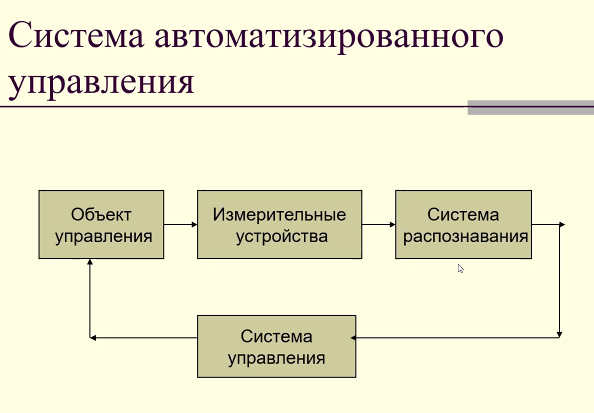 Система автоматизированного
управления
Объект
управления
Измерительные
устройства
Система
распознавания
Система
управления